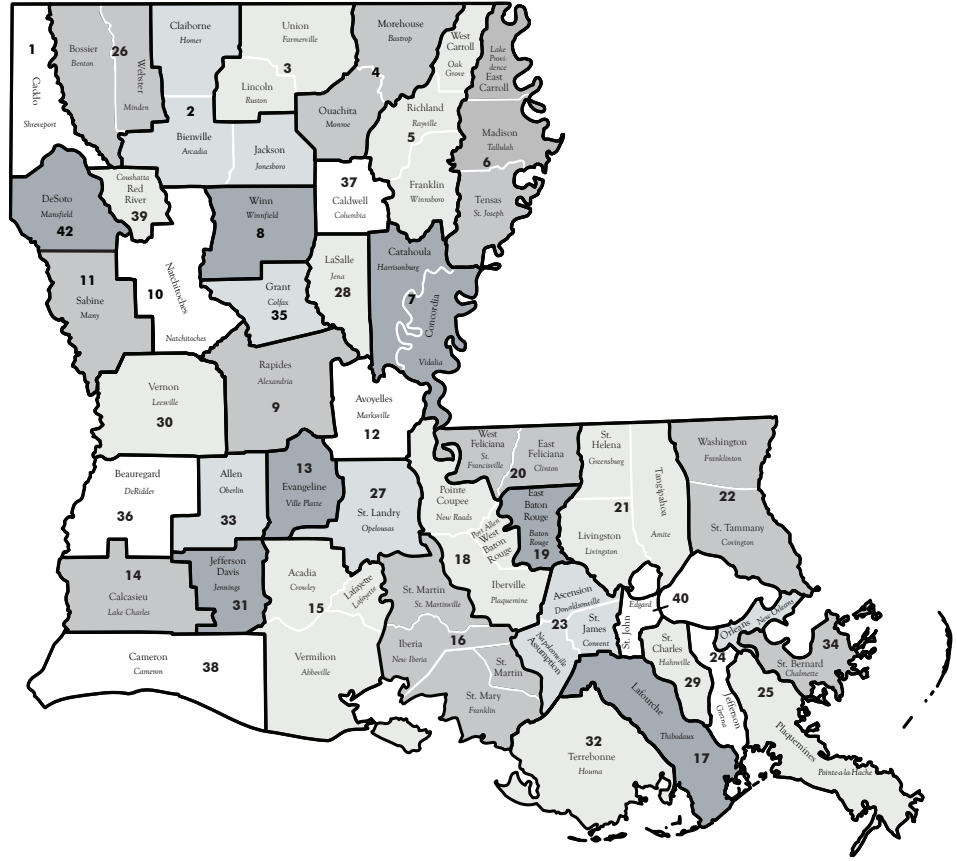 1
Caddo
Shreveport
Bossier
Benton
26
Webster
Minden
Claiborne
Homer
2
Bienville
Arcadia
Jackson
Jonesboro
Union
Farmerville
3
Lincoln
Ruston
Morehouse
Bastrop
4
Ouachita
Monroe
West
Carroll
Oak
Grove
Lake
Provi-
dence
East
Carroll
Richland
Rayville
5
Franklin
Winnsboro
Madison
Tallulah
6
Tensas
St. Joseph
DeSoto
Mansfield
42
Coushatta
Red
River
39
Winn
Winnfield
8
37
Caldwell
Columbia
11
Sabine
Many
10
Natchitoches
Natchitoches
Grant
Colfax
35
LaSalle
Jena
28
Catahoula
Harrisonburg
7
Concordia
Vidalia
Vernon
Leesville
30
Rapides
Alexandria
9
Avoyelles
Marksville
12
Beauregard
DeRidder
36
Allen
Oberlin
33
13
Evangeline
Ville Platte
27
St. Landry
Opelousas
Pointe
Coupee
New Roads
Port Allen
West
Baton
Rouge
18
Iberville
Plaquemine
West
Feliciana
St.
Francisville
20
East
Feliciana
Clinton
East
Baton
Rouge
Baton
Rouge
19
St.
Helena
Greensburg
21
Livingston
Livingston
Tangipahoa
Amite
Washington
Franklinton
22
St. Tammany
Covington
14
Calcasieu
Lake Charles
Jefferson
Davis
Jennings
31
Acadia
Crowley
15
Lafayette
Lafayette
Vermilion
Abbeville
Cameron
Cameron
38
St. Martin
St. Martinville
Iberia
New Iberia
16
St.
Martin
St. Mary
Franklin
Ascension
Donaldsonville
23
St.
James
Convent
Napoleonville
Assumption
Edgard
St. John
40
St.
Charles
Hahnville
29
24
Jefferson
Gretna
Orleans
New Orleans
34
St. Bernard
Chalmette
25
Plaquemines
Pointe-a-la-Hache
Lafourche
Thibodaux
17
32
Terrebonne
Houma